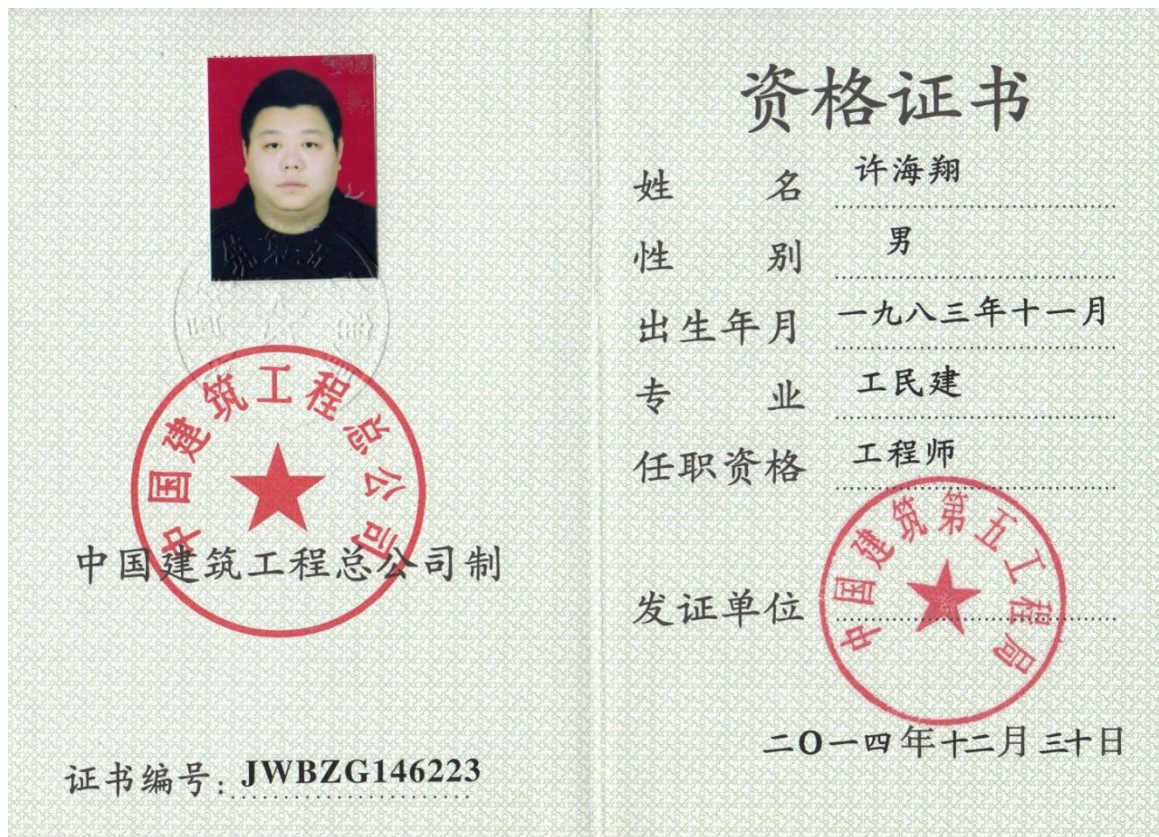 中国建筑工程总公司
中国建筑工程总公司制
证书编号:JWBZG146223
资格证书
姓名 许海翔
性别 男
出生年月 一九八三年十一月
专业 工民建
任职资格 工程师
发证单位
中国建筑第五工程局
二O一四年十二月三十日